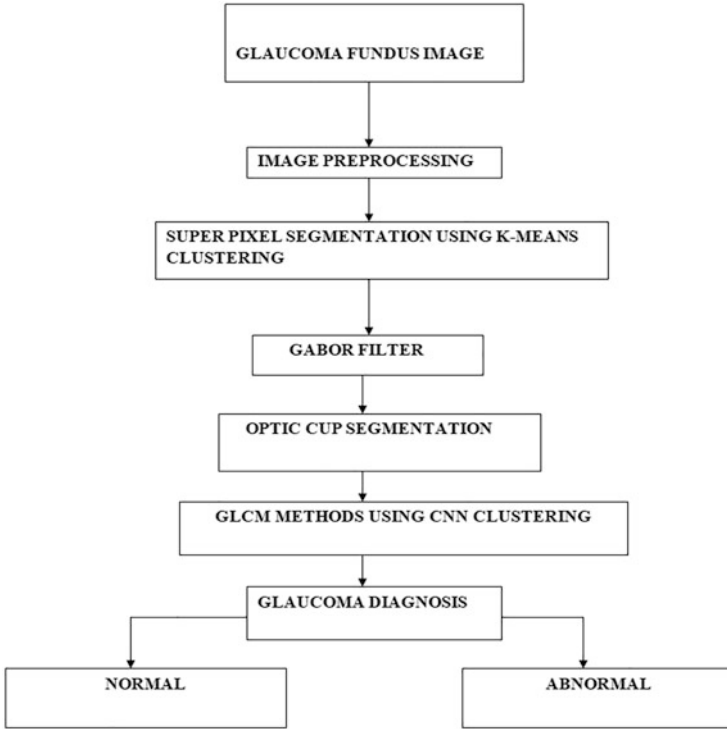 GLAUCOMA FUNDUS IMAGE
IMAGE PREPROCESSING
SUPER PIXEL SEGMENTATION USING K-MEANS
CLUSTERING
GABOR FILTER
OPTIC CUP SEGMENTATION
GLCM METHODS USING CNN CLUSTERING
GLAUCOMA DIAGNOSIS
NORMAL
ABNORMAL